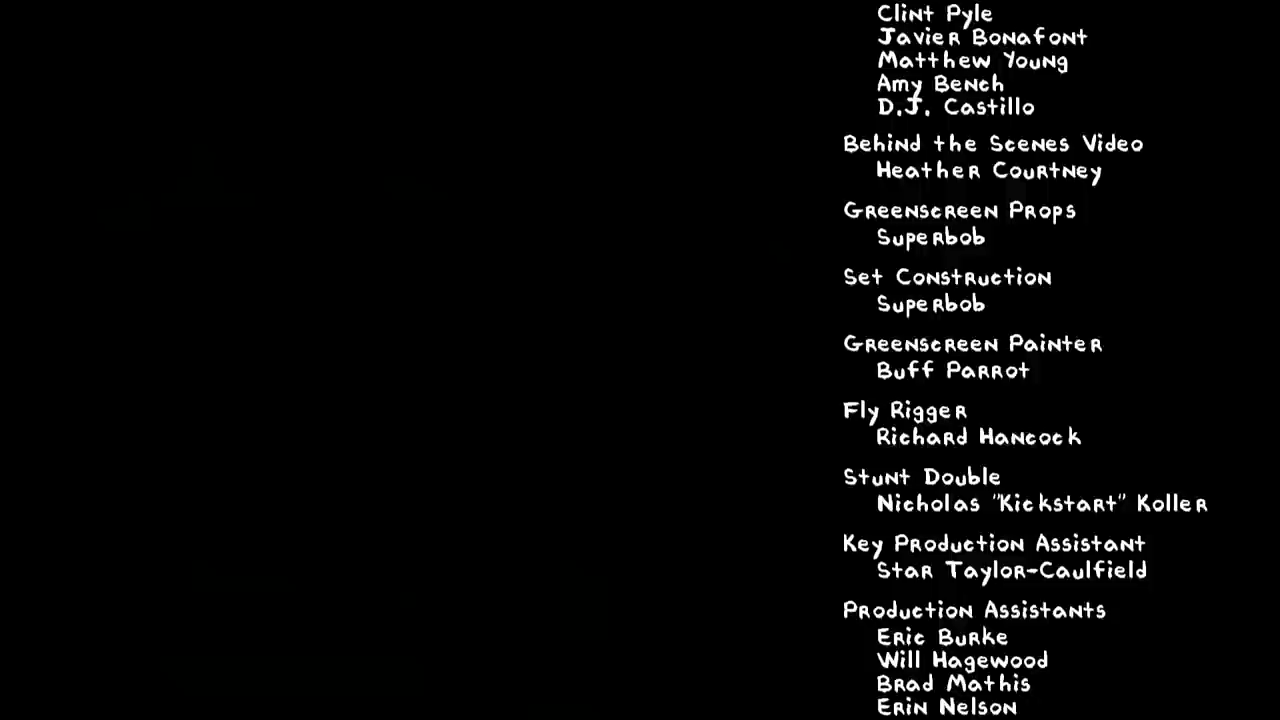 Clint Pyle
Javier Bonafont
Matthew Young
Amy Bench
D.J. Castillo
Behind the Scenes Video
Heather Courtney
Greenscreen Props
Superbob
Set Construction
Superbob
Greenscreen Painter
Buff Parrot
Fly Rigger
Richard Hancock
Stunt Double
Nicholas "Kickstart" Koller
Key Production Assistant
Star Taylor-Caulfield
Production Assistants
Eric Burke
Will Hagewood
Brad Mathis
Erin Nelson